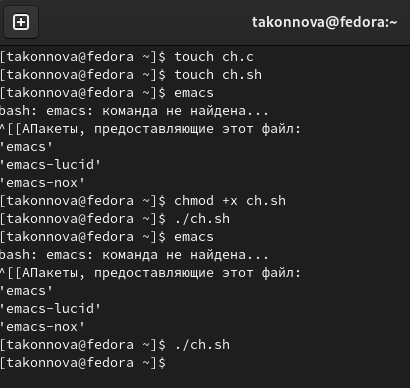 takonnova@fedora:~
[takonnova@fedora ~]$ touch ch.c
[takonnova@fedora ~]$ touch ch.sh
[takonnova@fedora ~]$ emacs
bash: emacs: команда не найдена...
^[[AПакеты, предоставляющие этот файл:
'emacs'
'emacs-lucid'
'emacs-nox'
[takonnova@fedora ~]$ chmod +x ch.sh
[takonnova@fedora ~]$ ./ch.sh
[takonnova@fedora ~]$ emacs
bash: emacs: команда не найдена...
^[[AПакеты, предоставляющие этот файл:
'emacs'
'emacs-lucid'
'emacs-nox'
[takonnova@fedora ~]$ ./ch.sh
[takonnova@fedora ~]$